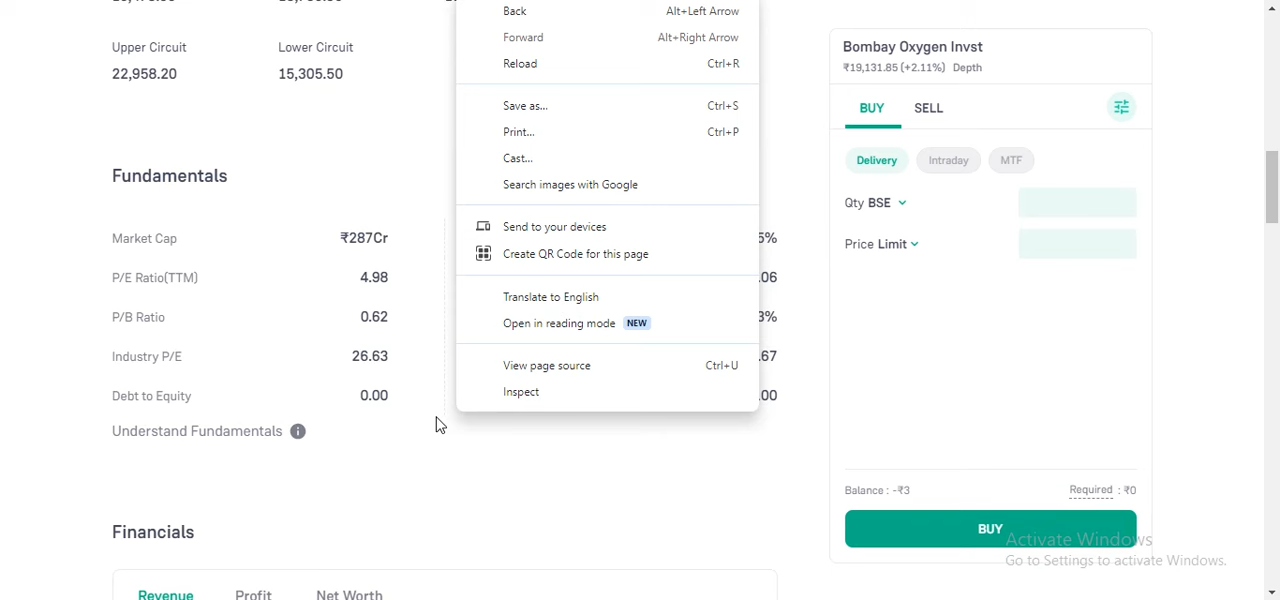 Upper Circuit Lower Circuit
22,958.20 15,305.50
Fundamentals
Market Cap ₹287Cr
P/E Ratio(TTM) 4.98
P/B Ratio 0.62
Industry P/E 26.63
Debt to Equity 0.00
Understand Fundamentals
Financials
Revenue Profit Net Worth
Back Alt+Left Arrow
Forward Alt+Right Arrow
Reload Ctrl+R
Save as... Ctrl+S
Print... Ctrl+P
Cast...
Search images with Google
Send to your devices
Create QR Code for this page
Translate to English
Open in reading mode NEW
View page source Ctrl+U
Inspect
Bombay Oxygen Invst
₹19,131.85 (+2.11%) Depth
BUY SELL
Delivery Intraday MTF
Qty BSE
Price Limit
Balance : -₹3 Required : ₹0
BUY
Activate Windows
Go to Settings to activate Windows.